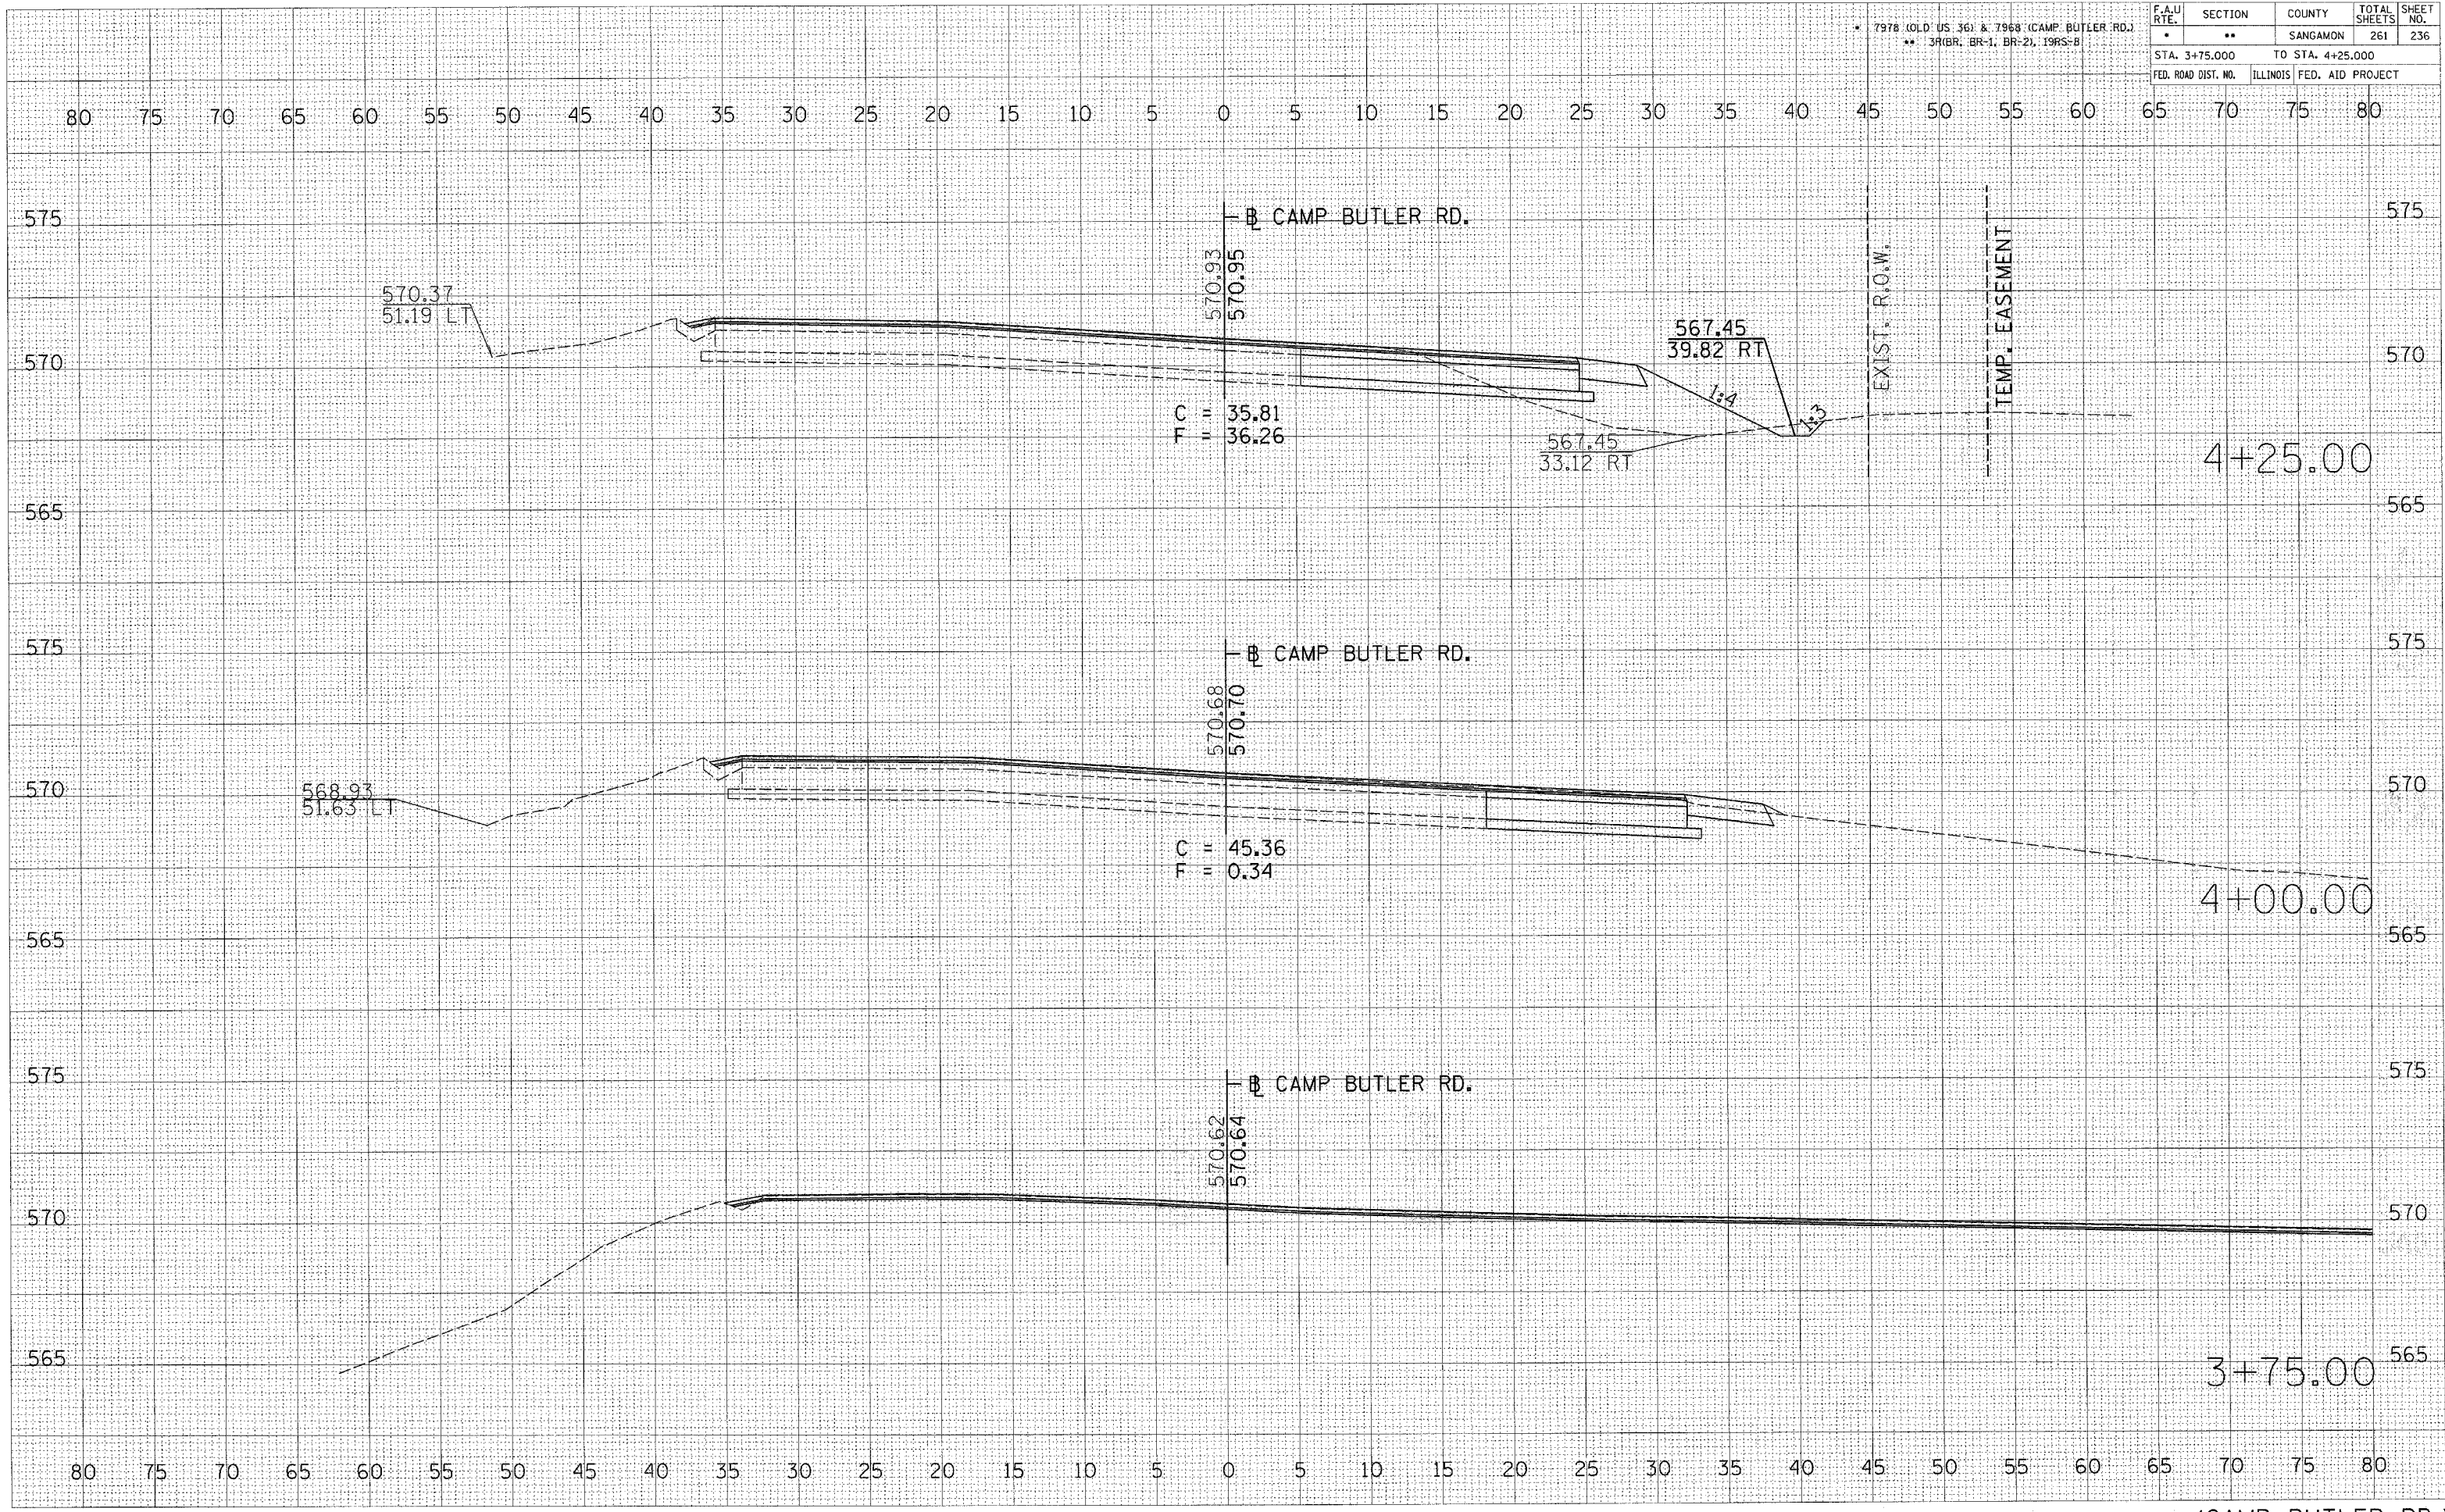 * 7978 (OLD US 36) & 7968 (CAMP BUTLER RD.)
** 3R(BR, BR-1, BR-2), 19RS-8
F.A.U RTE. SECTION COUNTY TOTAL SHEETS SHEET NO.
* ** SANGAMON 261 236
STA. 3+75.000 TO STA. 4+25.000
FED. ROAD DIST. NO. ILLINOIS FED. AID PROJECT
80 75 70 65 60 55 50 45 40 35 30 25 20 15 10 5 0 5 10 15 20 25 30 35 40 45 50 55 60 65 70 75 80
575 575
℄ CAMP BUTLER RD.
570.93
570.95
EXIST. R.O.W.
TEMP. EASEMENT
570.37
51.19 LT
567.45
39.82 RT
570 570
1:4
1:3
C = 35.81
F = 36.26
567.45
33.12 RT
4+25.00
565 565
575 575
℄ CAMP BUTLER RD.
570.68
570.70
570 570
568.93
51.63 LT
C = 45.36
F = 0.34
4+00.00
565 565
575 575
℄ CAMP BUTLER RD.
570.62
570.64
570 570
565 565
3+75.00
80 75 70 65 60 55 50 45 40 35 30 25 20 15 10 5 0 5 10 15 20 25 30 35 40 45 50 55 60 65 70 75 80